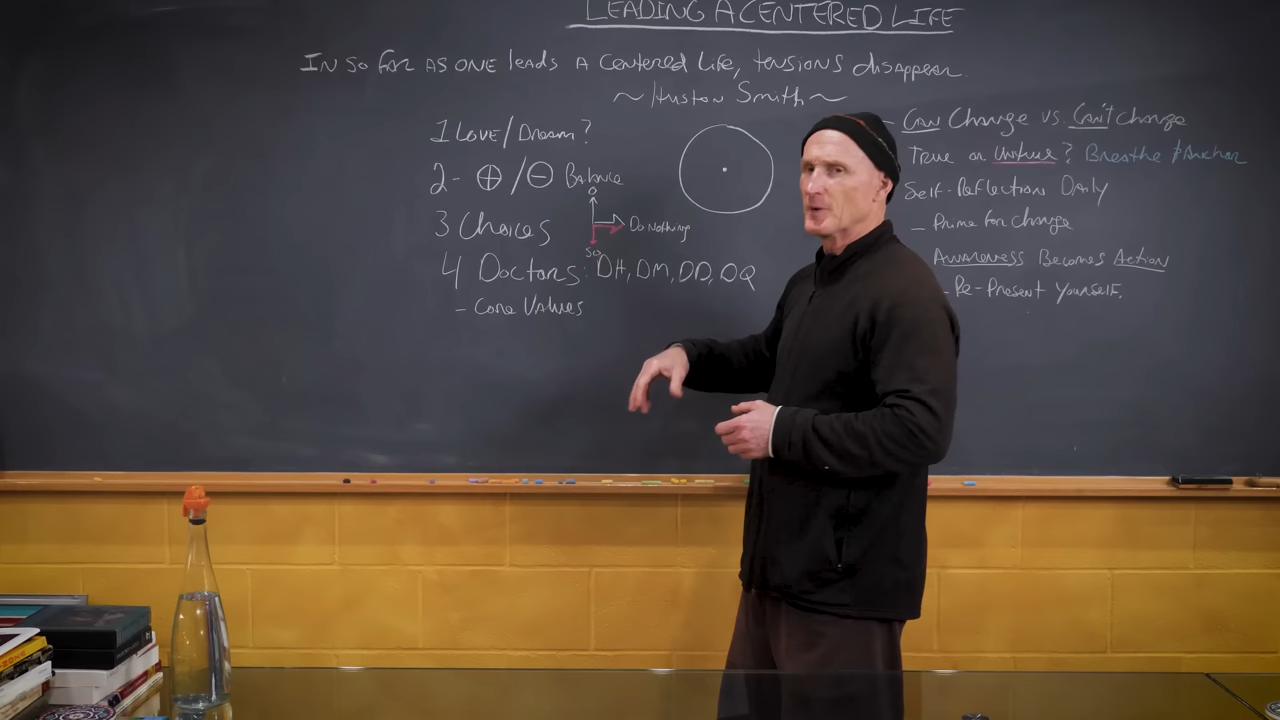 LEADING A CENTERED LIFE
IN SO FAR AS ONE leads A Centered Life, tensions disappear.
~ Huston Smith ~
1 Love/Dream?
2- ⊕/⊖ Balance
3 Choices
O
Do Nothing
SO
4 Doctors: DH, DM, DD, DQ
- Core Values
- CAN Change vs. Can't change
True or Untrue? Breathe + Anchor
Self-Reflection Daily
- Prime for change
Awareness Becomes Action
- Re-Present Yourself.